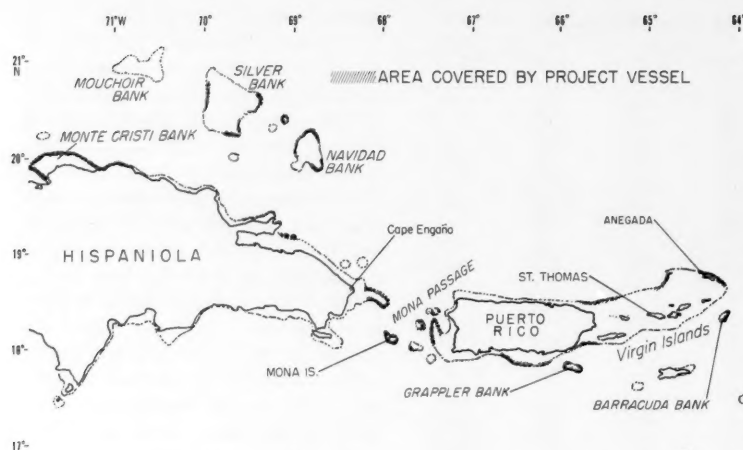 71°W
70°
69°
68°
67°
66°
65°
64°
21°
N
MOUCHOIR
BANK
SILVER
BANK
AREA COVERED BY PROJECT VESSEL
MONTE CRISTI BANK
NAVIDAD
BANK
20°
ANEGADA
Cape Engaño
19°
HISPANIOLA
ST. THOMAS
MONA PASSAGE
PUERTO
RICO
18°
Virgin Islands
MONA IS.
GRAPPLER BANK
BARRACUDA BANK
17°